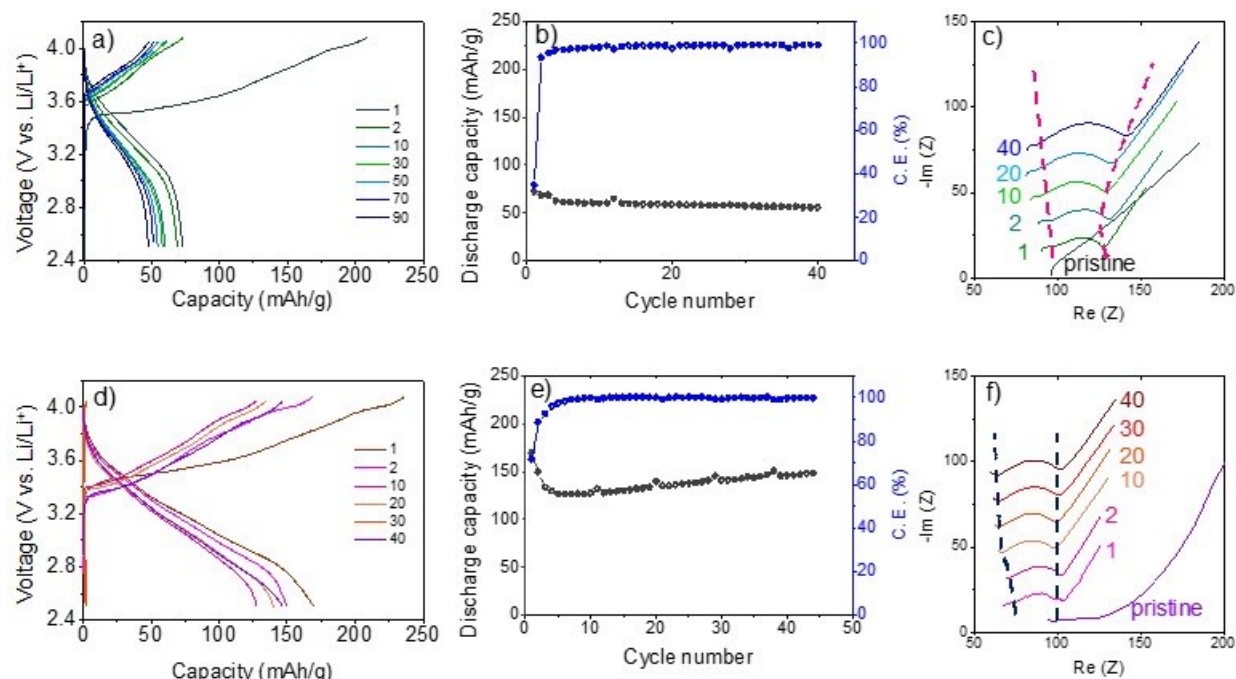 a)
Voltage (V vs. Li/Li⁺)
4.0
3.6
3.2
2.8
2.4
1
2
10
30
50
70
90
0 50 100 150 200 250
Capacity (mAh/g)
b)
Discharge capacity (mAh/g)
250
200
150
100
50
0
100
80
60
40
20
0
C.E. (%)
0 20 40
Cycle number
c)
-Im (Z)
150
100
50
0
40
20
10
2
1
pristine
50 100 150 200
Re (Z)
d)
Voltage (V vs. Li/Li⁺)
4.0
3.6
3.2
2.8
2.4
1
2
10
20
30
40
0 50 100 150 200 250
Capacity (mAh/g)
e)
Discharge capacity (mAh/g)
250
200
150
100
50
0
100
80
60
40
20
0
C.E. (%)
0 10 20 30 40 50
Cycle number
f)
-Im (Z)
150
100
50
0
40
30
20
10
2
1
pristine
50 100 150 200
Re (Z)